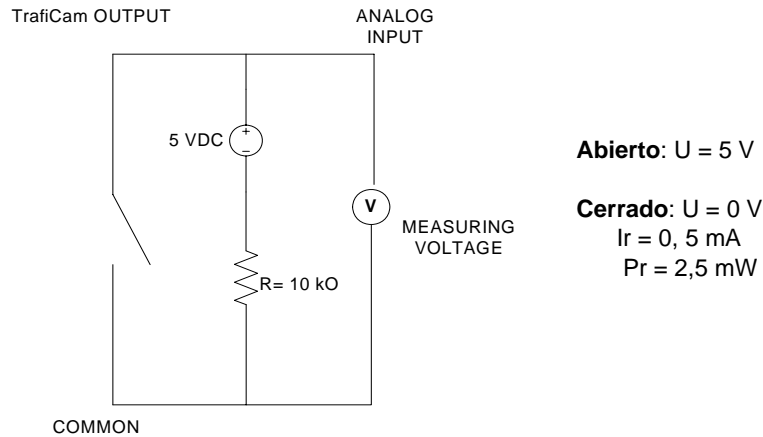 TrafiCam OUTPUT
ANALOG
INPUT
5 VDC
+
–
V
MEASURING
VOLTAGE
R= 10 kO
COMMON
Abierto: U = 5 V
Cerrado: U = 0 V
Ir = 0, 5 mA
Pr = 2,5 mW